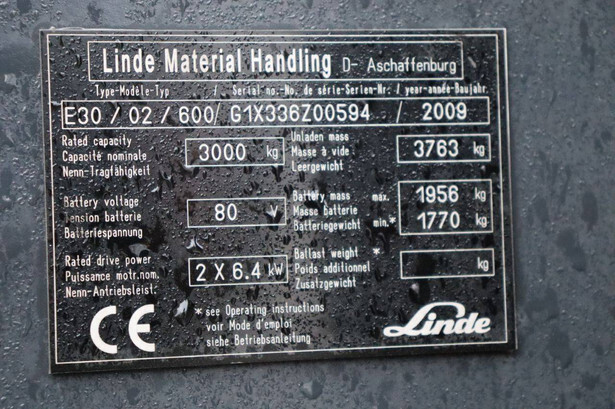 Linde Material Handling D- Aschaffenburg
Type-Modèle-Typ / Serial no.-No. de série-Serien-Nr. / year-année-Baujahr
E30 / 02 / 600 / G1X336Z00594 / 2009
Rated capacity
Capacité nominale
Nenn-Tragfähigkeit
3000 kg
Unladen mass
Masse à vide
Leergewicht
3763 kg
Battery voltage
Tension batterie
Batteriespannung
80 V
Battery mass max.
Masse batterie
Batteriegewicht min.*
1956 kg
1770 kg
Rated drive power
Puissance motr.nom.
Nenn-Antriebsleist.
2 X 6.4 kW
Ballast weight *
Poids additionnel
Zusatzgewicht
kg
CE
* see Operating instructions
voir Mode d'emploi
siehe Betriebsanleitung
Linde